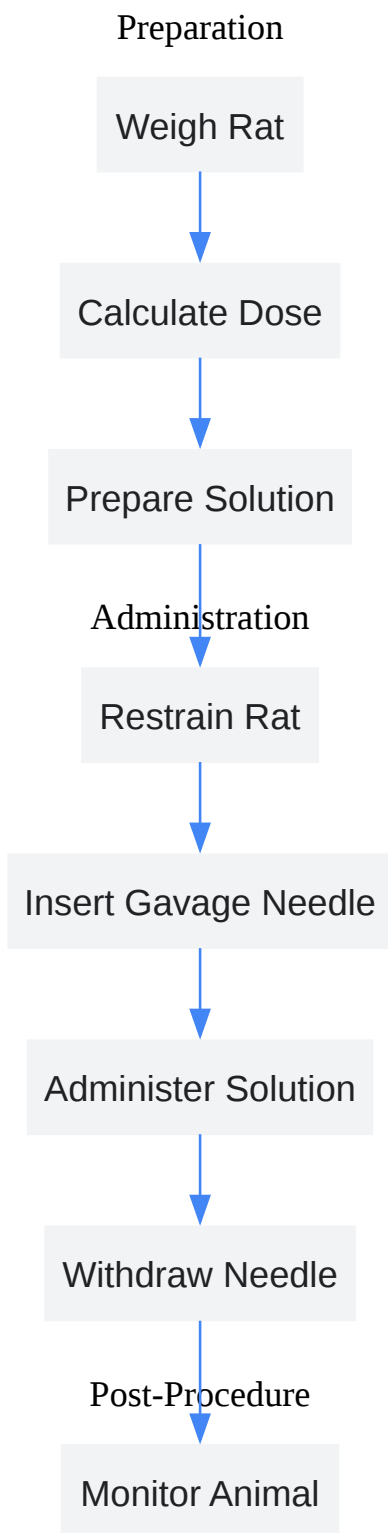 Preparation
Weigh Rat
Calculate Dose
Prepare Solution
Administration
Restrain Rat
Insert Gavage Needle
Administer Solution
Withdraw Needle
Post-Procedure
Monitor Animal